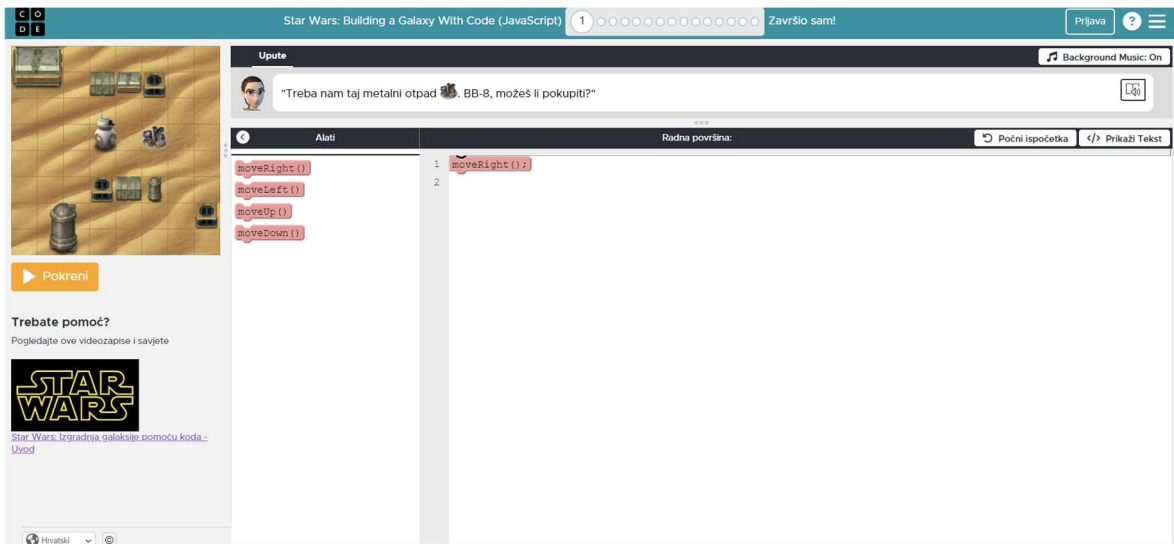 C O
D E
Star Wars: Building a Galaxy With Code (JavaScript)
1
Završio sam!
Prijava
?
Upute
Background Music: On
"Treba nam taj metalni otpad . BB-8, možeš li pokupiti?"
Alati
Radna površina:
Počni ispočetka
</> Prikaži Tekst
moveRight()
moveLeft()
moveUp()
moveDown()
1 moveRight();
2
Pokreni
Trebate pomoć?
Pogledajte ove videozapise i savjete
STAR
WARS
Star Wars: Izgradnja galaksije pomoću koda -
Uvod
Hrvatski
©